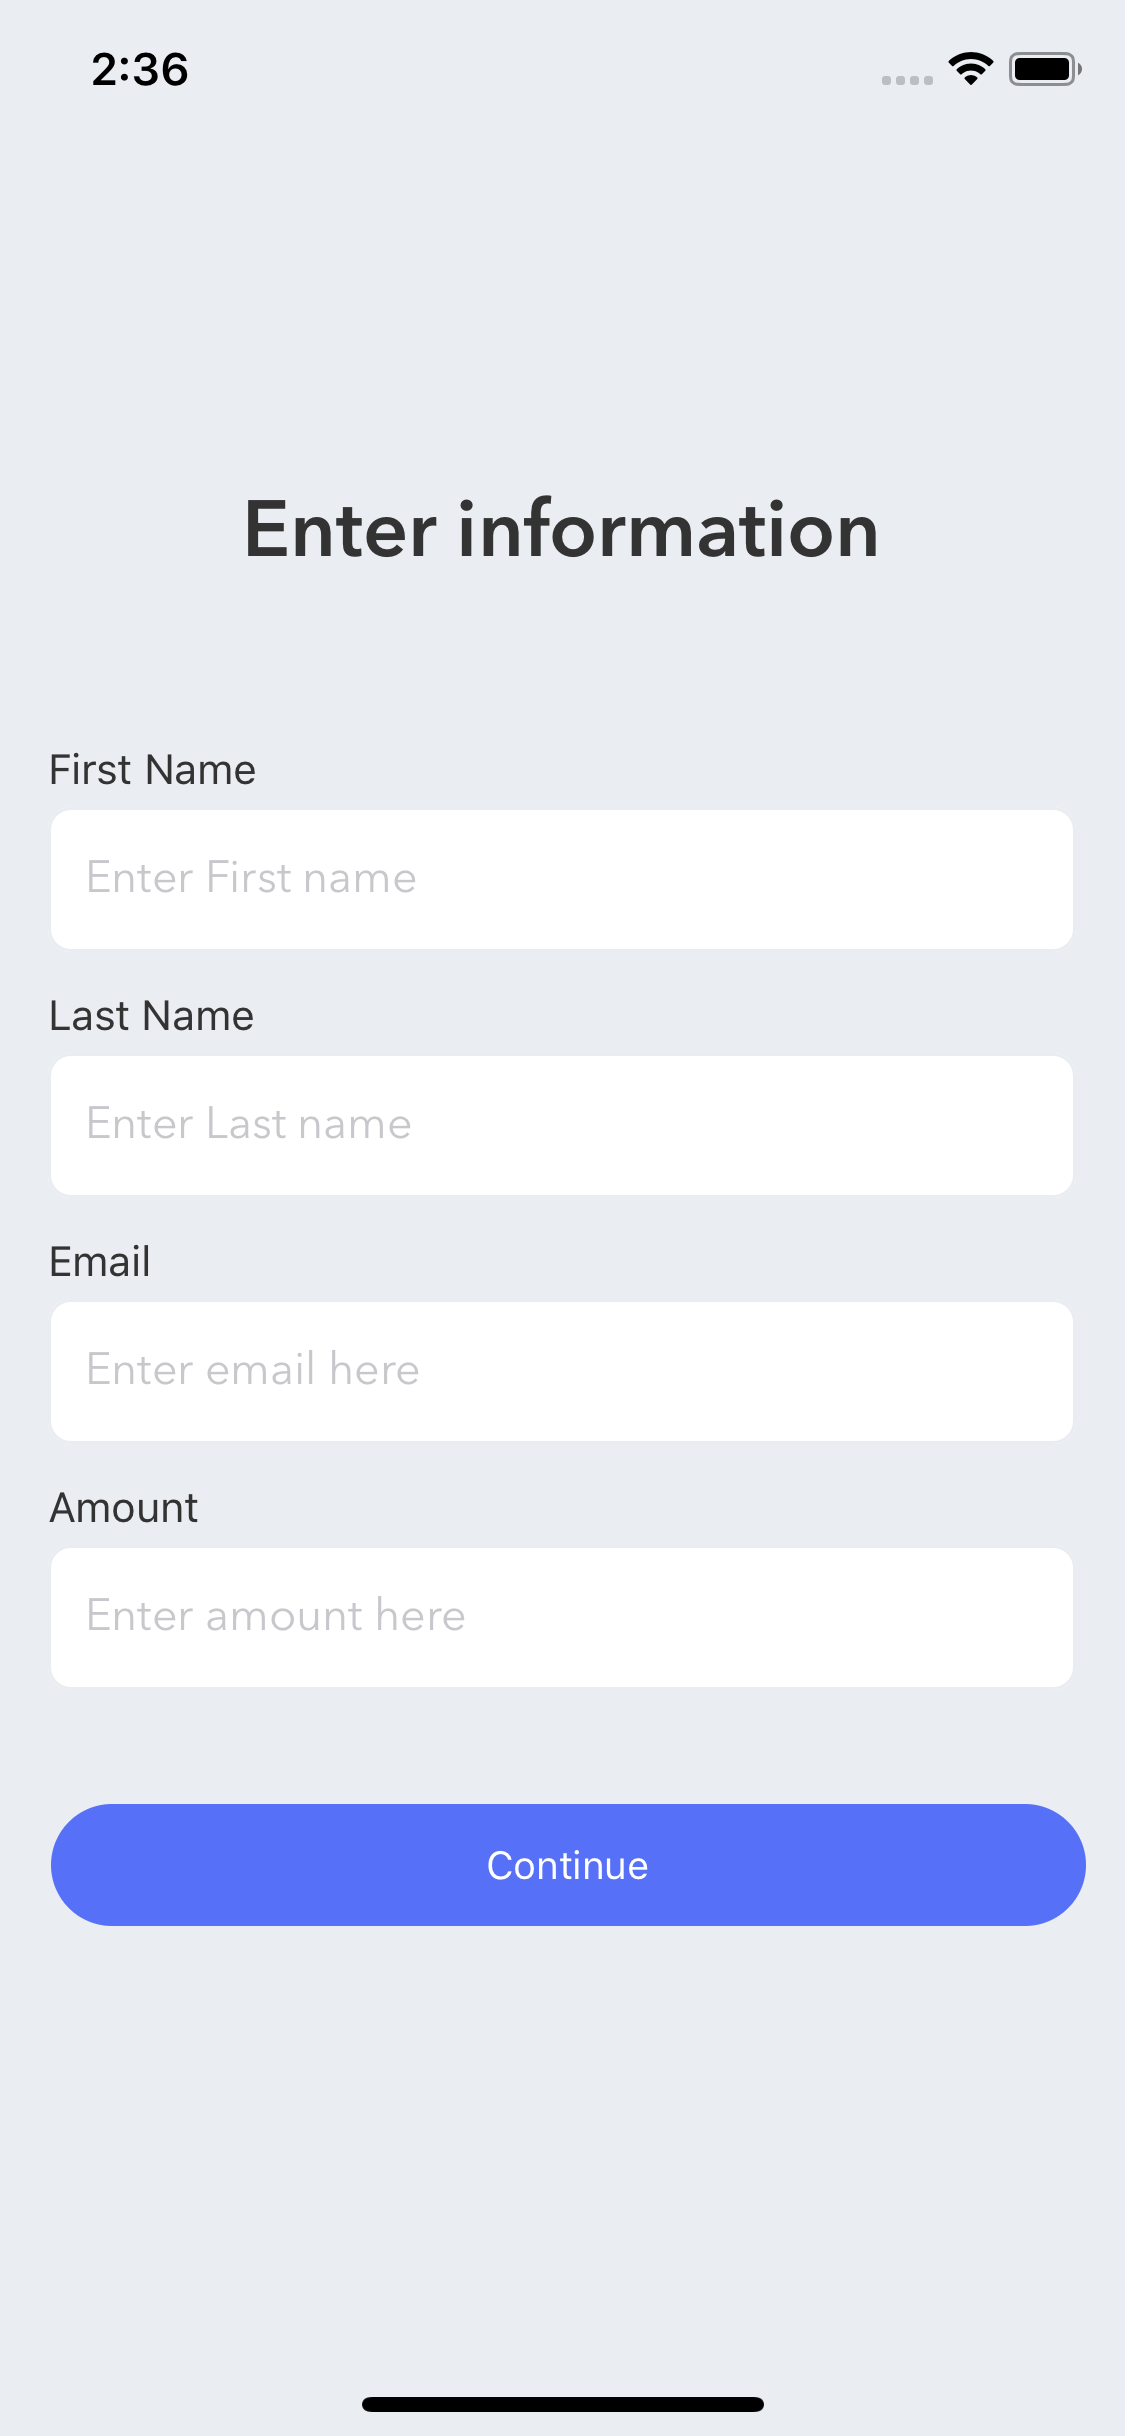 2:36
Enter information
First Name
Enter First name
Last Name
Enter Last name
Email
Enter email here
Amount
Enter amount here
Continue